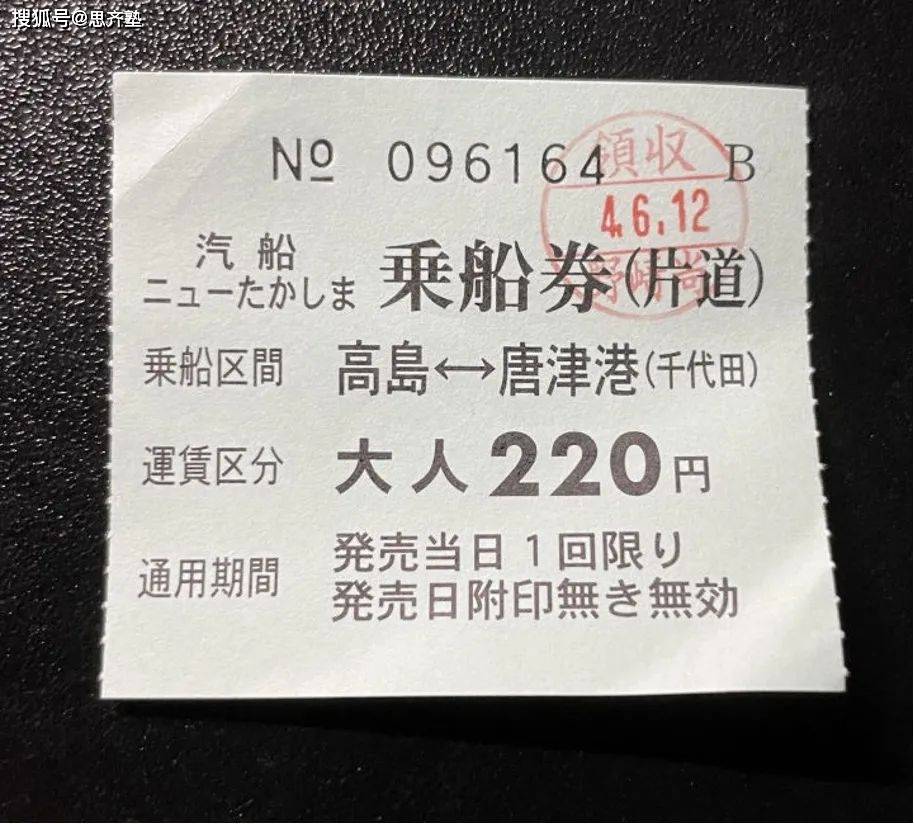 搜狐号@思齐塾
No 096164 B
領収
4.6.12
汽船
ニューたかしま
乗船券(片道)
乗船区間 高島↔唐津港(千代田)
運賃区分 大人220円
通用期間 発売当日1回限り
発売日附印無き無効